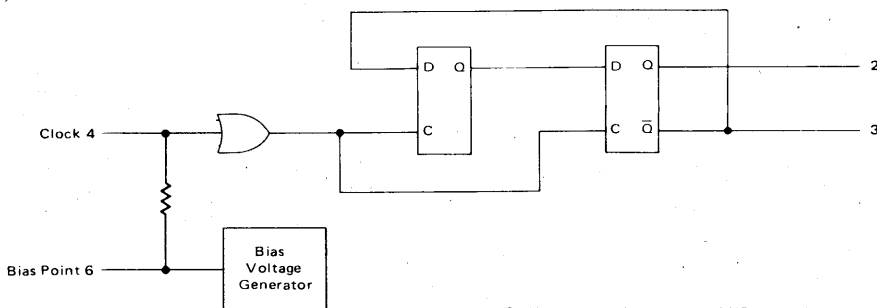 D Q
D Q
2
Clock 4
C
C Q̅
3
Bias Point 6
Bias
Voltage
Generator